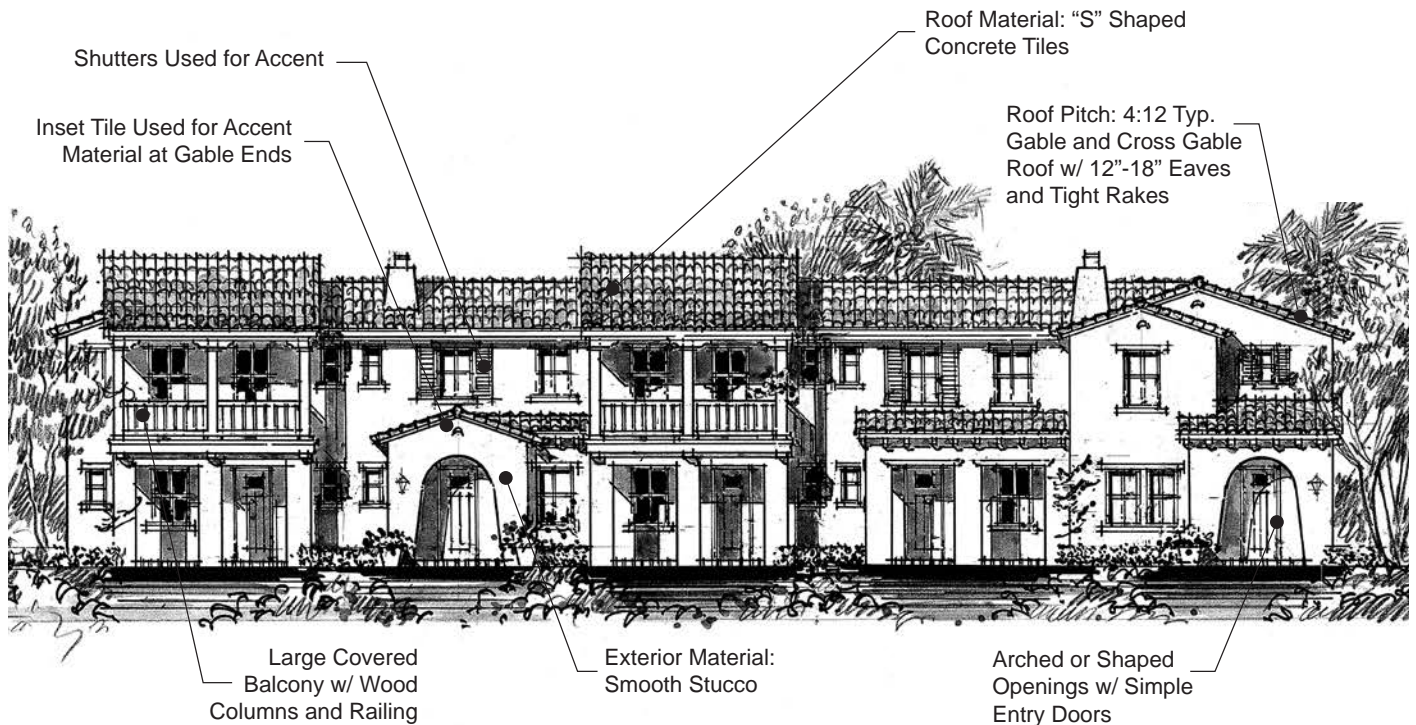 Roof Material: “S” Shaped
Concrete Tiles
Shutters Used for Accent
Roof Pitch: 4:12 Typ.
Gable and Cross Gable
Roof w/ 12”-18” Eaves
and Tight Rakes
Inset Tile Used for Accent
Material at Gable Ends
Large Covered
Balcony w/ Wood
Columns and Railing
Exterior Material:
Smooth Stucco
Arched or Shaped
Openings w/ Simple
Entry Doors